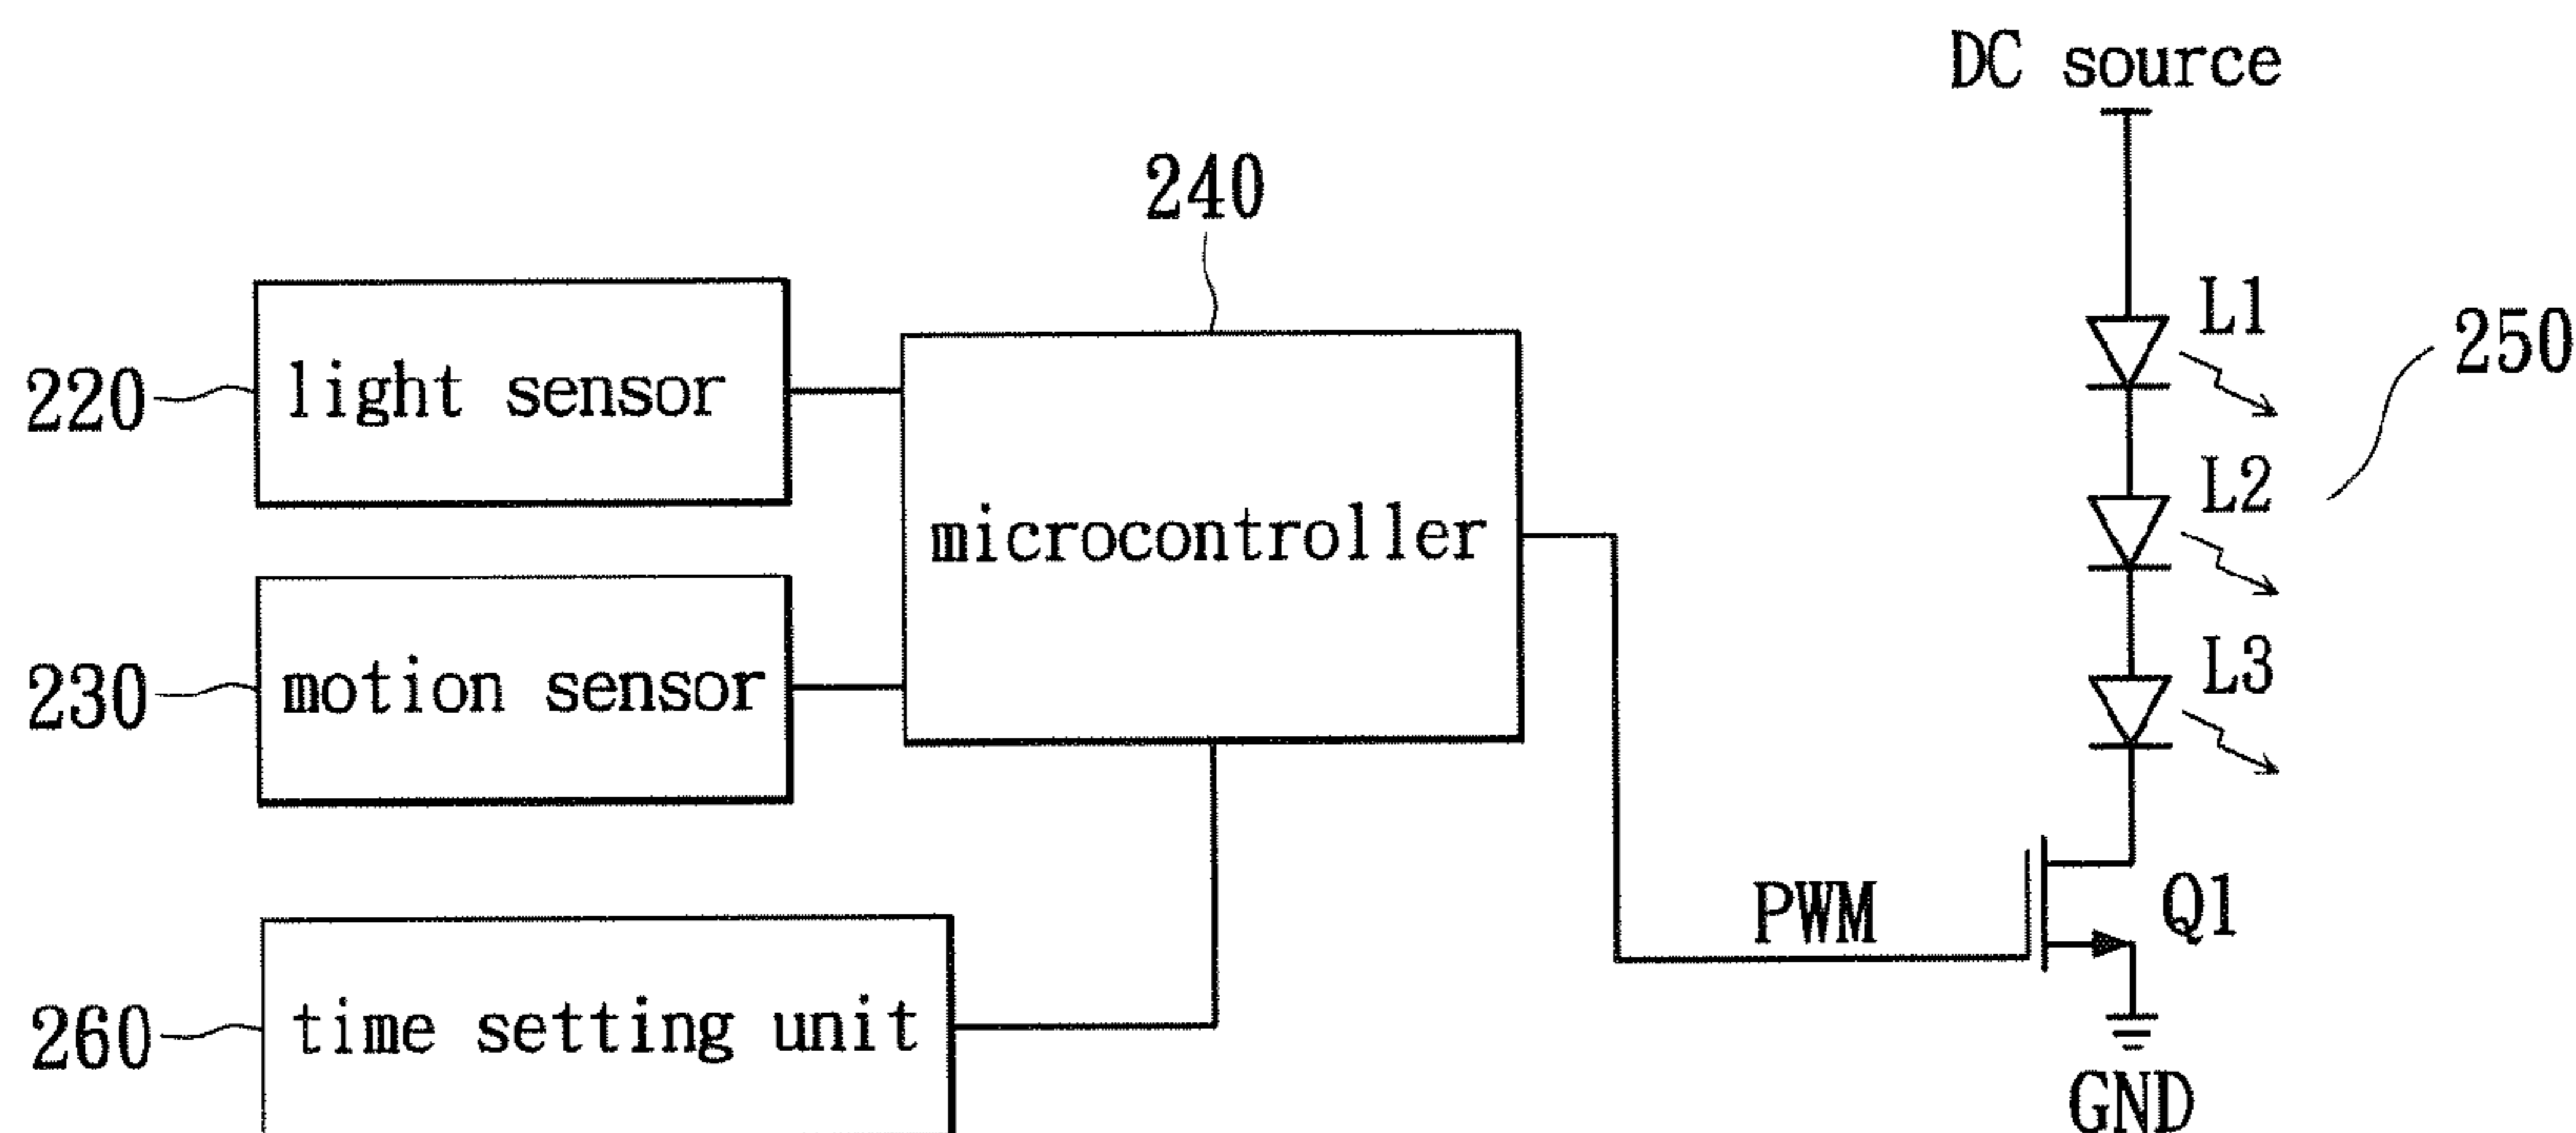 DC source
240
L1
250
220
light sensor
L2
microcontroller
L3
230
motion sensor
PWM
Q1
260
time setting unit
GND